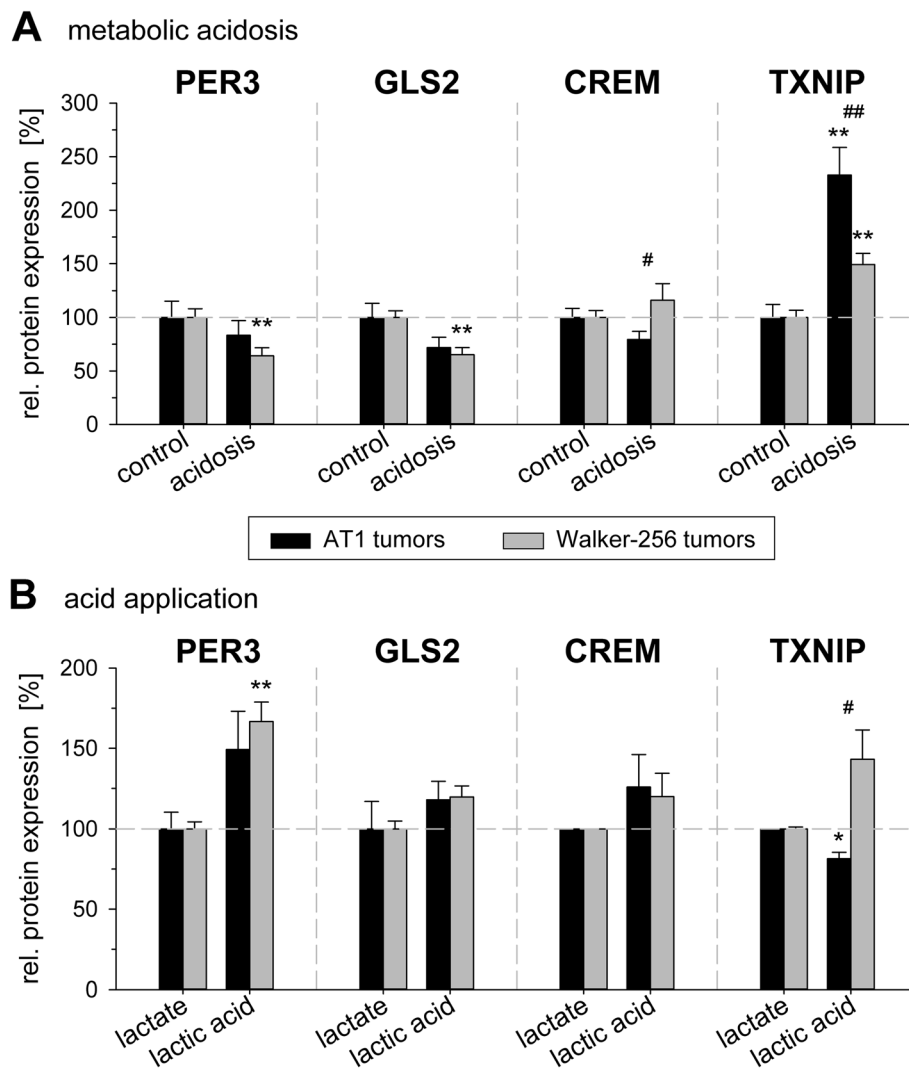 A metabolic acidosis
PER3 GLS2 CREM TXNIP
rel. protein expression [%]
300
250
200
150
100
50
0
** ** # ** ## **
control acidosis control acidosis control acidosis control acidosis
AT1 tumors Walker-256 tumors
B acid application
PER3 GLS2 CREM TXNIP
rel. protein expression [%]
200
150
100
50
0
** * #
lactate lactic acid lactate lactic acid lactate lactic acid lactate lactic acid